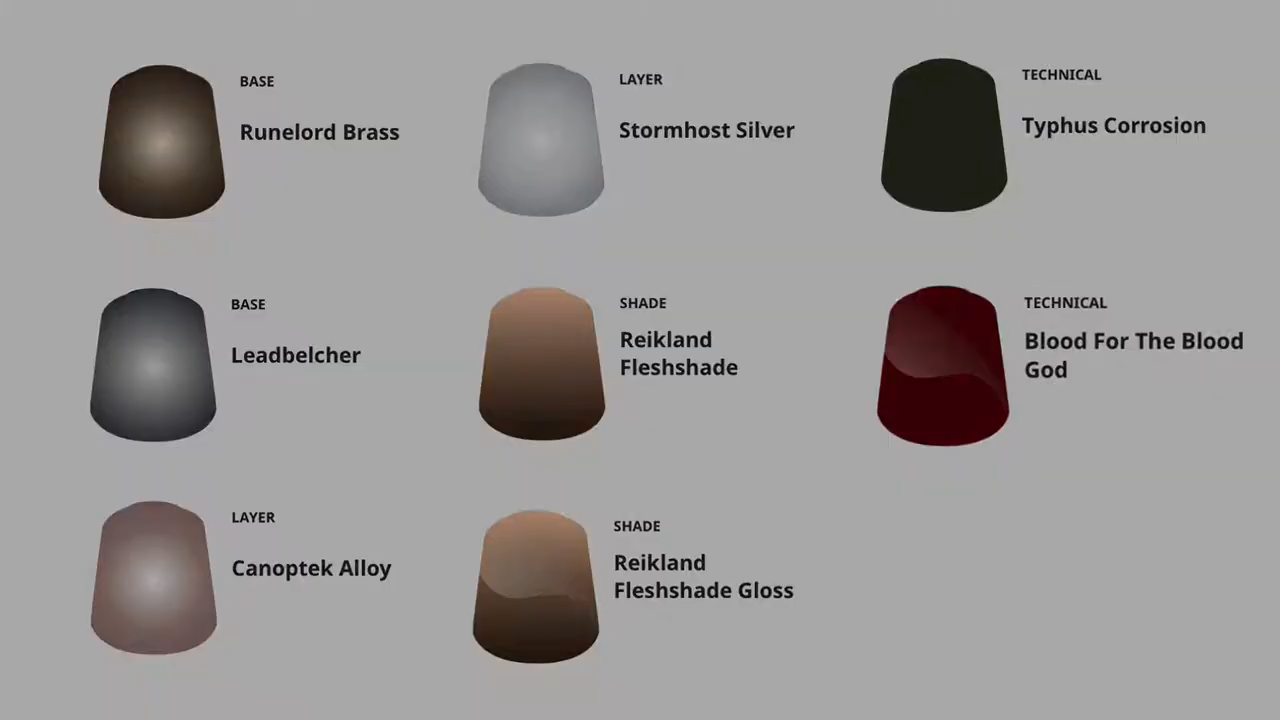 BASE
Runelord Brass
LAYER
Stormhost Silver
TECHNICAL
Typhus Corrosion
BASE
Leadbelcher
SHADE
Reikland
Fleshshade
TECHNICAL
Blood For The Blood
God
LAYER
Canoptek Alloy
SHADE
Reikland
Fleshshade Gloss